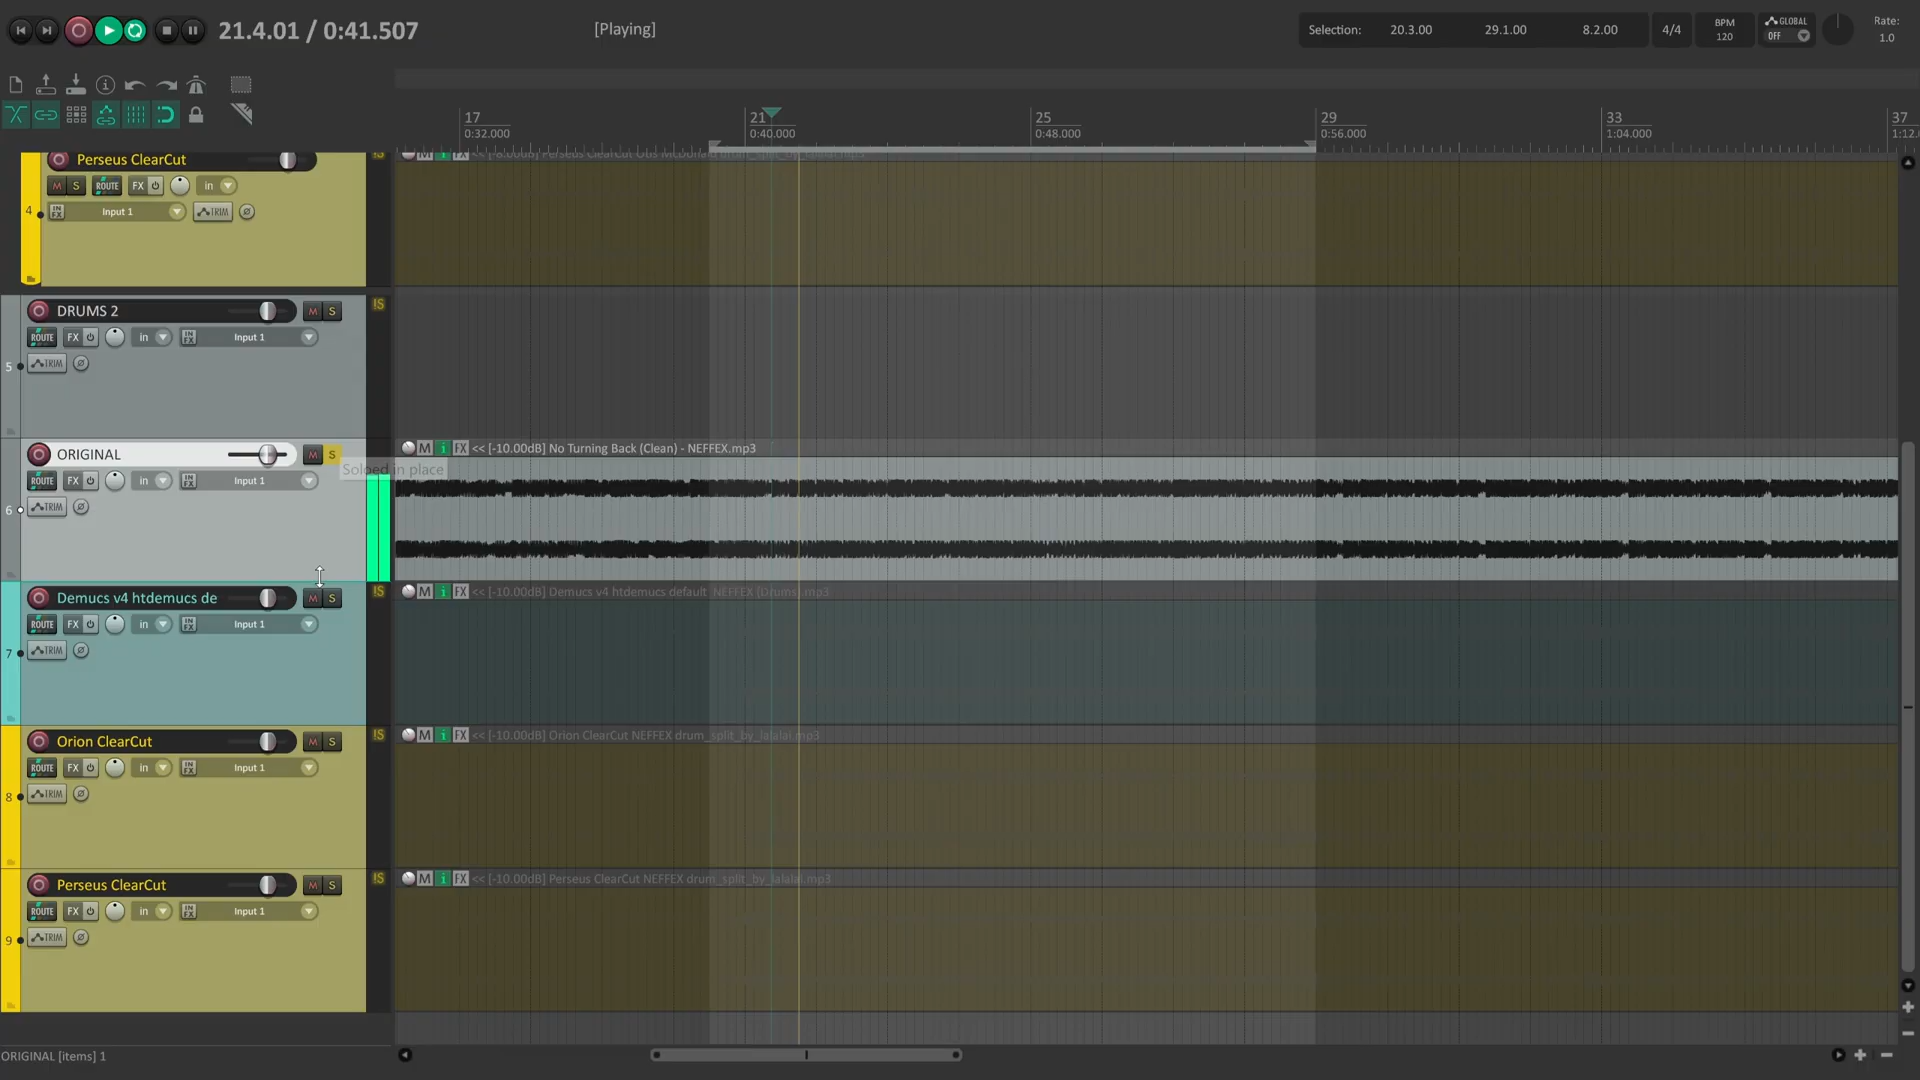 21.4.01 / 0:41.507
[Playing]
Selection: 20.3.00 29.1.00 8.2.00
4/4
BPM
120
GLOBAL
OFF
Rate:
1.0
17 21 25 29 33 37
0:32.000 0:40.000 0:48.000 0:56.000 1:04.000 1:12.
Perseus ClearCut
M S ROUTE FX in
4
IN FX Input 1 TRIM
<< [-8.00dB] Perseus ClearCut Otis McDonald drum_split_by_lalalai.mp3
DRUMS 2 M S
ROUTE FX in IN FX Input 1
TRIM
5
ORIGINAL M S
M i FX << [-10.00dB] No Turning Back (Clean) - NEFFEX.mp3
Soloed in place
ROUTE FX in IN FX Input 1
6 TRIM
Demucs v4 htdemucs de M S
M i FX << [-10.00dB] Demucs v4 htdemucs default NEFFEX (Drums).mp3
ROUTE FX in IN FX Input 1
7 TRIM
Orion ClearCut M S
M i FX << [-10.00dB] Orion ClearCut NEFFEX drum_split_by_lalalai.mp3
ROUTE FX in IN FX Input 1
8 TRIM
Perseus ClearCut M S
M i FX << [-10.00dB] Perseus ClearCut NEFFEX drum_split_by_lalalai.mp3
ROUTE FX in IN FX Input 1
9 TRIM
ORIGINAL [items] 1